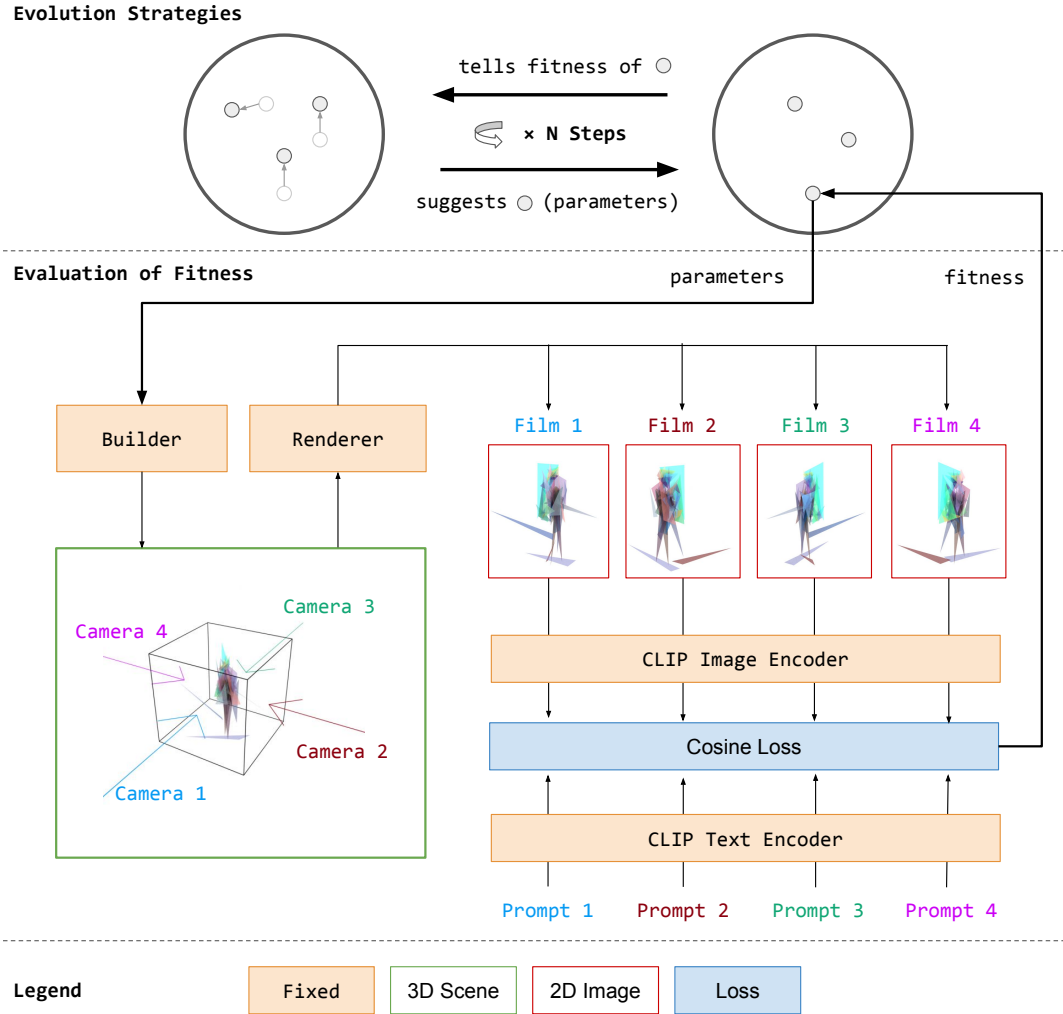 Evolution Strategies
tells fitness of
× N Steps
suggests (parameters)
Evaluation of Fitness
parameters
fitness
Builder
Renderer
Film 1
Film 2
Film 3
Film 4
Camera 3
Camera 4
Camera 2
Camera 1
CLIP Image Encoder
Cosine Loss
CLIP Text Encoder
Prompt 1
Prompt 2
Prompt 3
Prompt 4
Legend
Fixed
3D Scene
2D Image
Loss